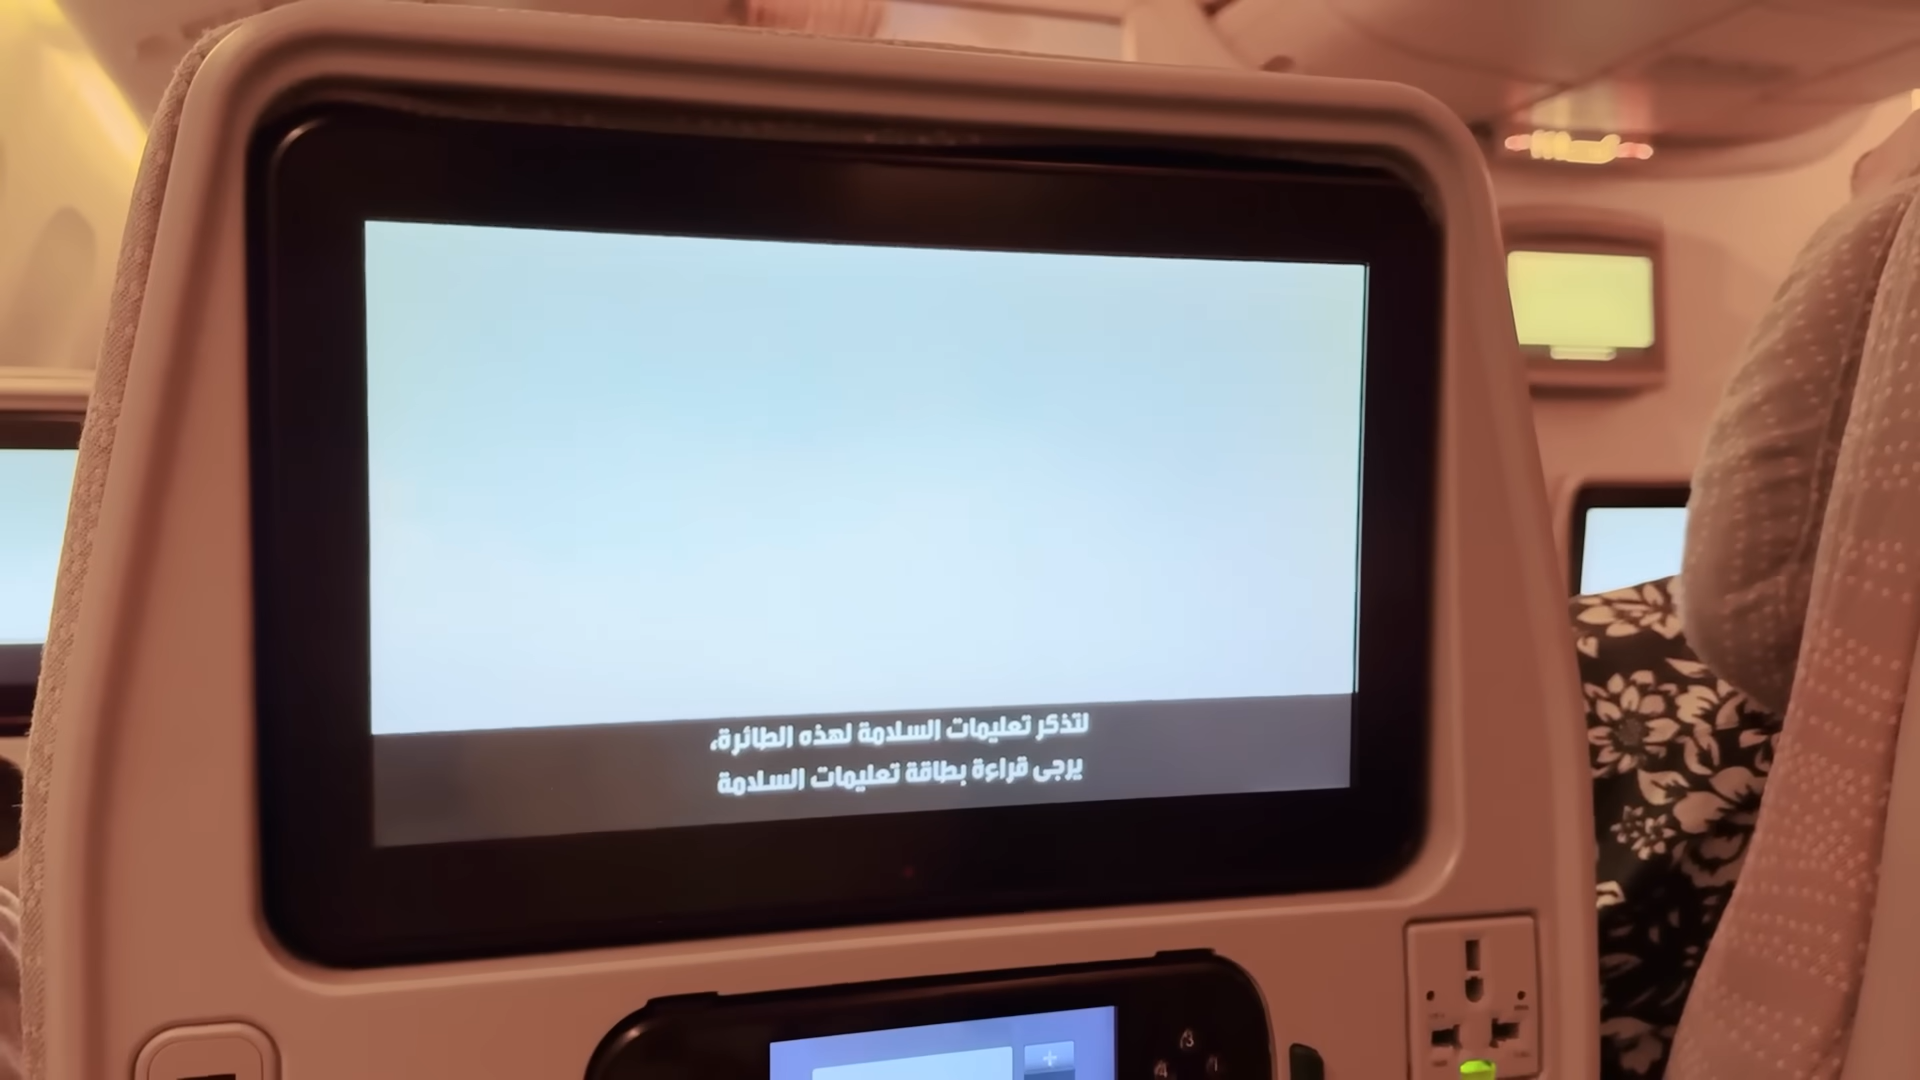 لتذكر تعليمات السلامة لهذه الطائرة،
يرجى قراءة بطاقة تعليمات السلامة